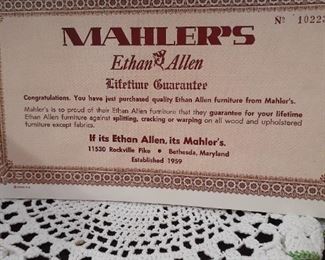 Nº 1022
MAHLER'S
Ethan Allen
Lifetime Guarantee
Congratulations. You have just purchased quality Ethan Allen furniture from Mahler's.
Mahler's is so proud of their Ethan Allen furniture that they guarantee for your lifetime
Ethan Allen furniture against splitting, cracking or warping on all wood and upholstered
furniture except fabrics.
If its Ethan Allen, its Mahler's.
11530 Rockville Pike • Bethesda, Maryland
Established 1959